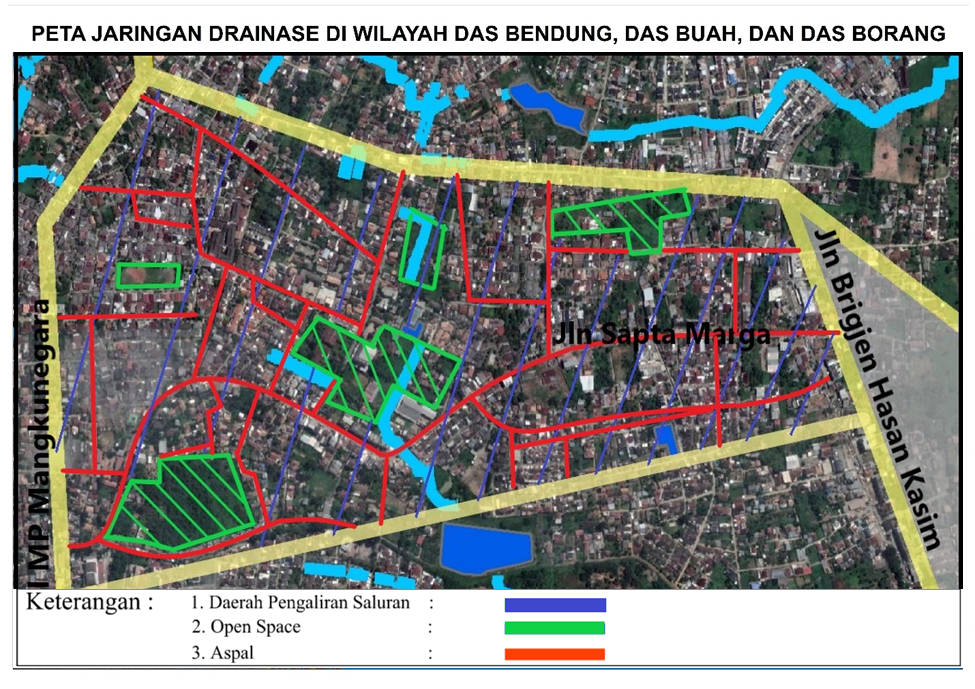 PETA JARINGAN DRAINASE DI WILAYAH DAS BENDUNG, DAS BUAH, DAN DAS BORANG
Jln Brigjen Hasan Kasim
l MP Mangkunegara
Jln Sapta Marga
Keterangan :
1. Daerah Pengaliran Saluran :
2. Open Space :
3. Aspal :